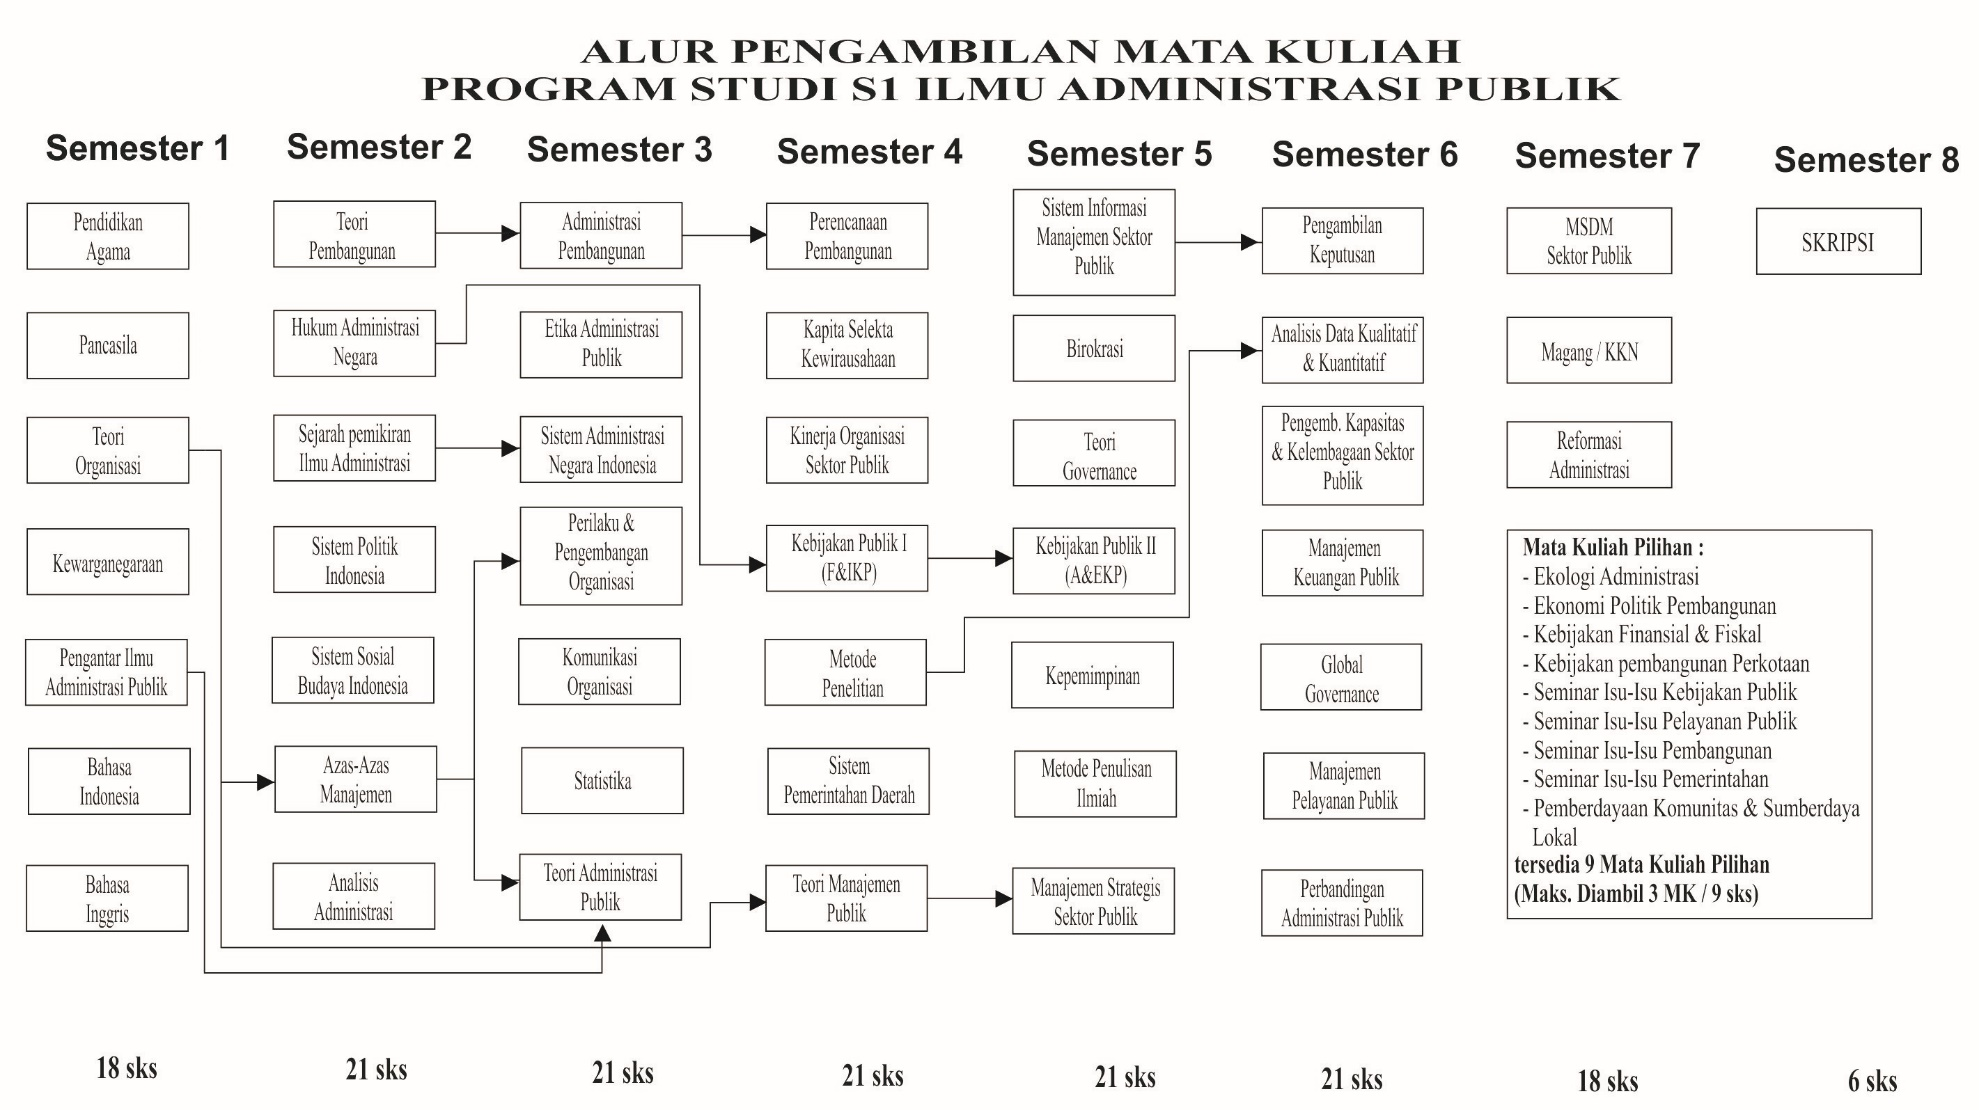 ALUR PENGAMBILAN MATA KULIAH
PROGRAM STUDI S1 ILMU ADMINISTRASI PUBLIK
Semester 1
Pendidikan
Agama
Pancasila
Teori
Organisasi
Kewarganegaraan
Pengantar Ilmu
Administrasi Publik
Bahasa
Indonesia
Bahasa
Inggris
18 sks
Semester 2
Teori
Pembangunan
Hukum Administrasi
Negara
Sejarah pemikiran
Ilmu Administrasi
Sistem Politik
Indonesia
Sistem Sosial
Budaya Indonesia
Azas-Azas
Manajemen
Analisis
Administrasi
21 sks
Semester 3
Administrasi
Pembangunan
Etika Administrasi
Publik
Sistem Administrasi
Negara Indonesia
Perilaku &
Pengembangan
Organisasi
Komunikasi
Organisasi
Statistika
Teori Administrasi
Publik
21 sks
Semester 4
Perencanaan
Pembangunan
Kapita Selekta
Kewirausahaan
Kinerja Organisasi
Sektor Publik
Kebijakan Publik I
(F&IKP)
Metode
Penelitian
Sistem
Pemerintahan Daerah
Teori Manajemen
Publik
21 sks
Semester 5
Sistem Informasi
Manajemen Sektor
Publik
Birokrasi
Teori
Governance
Kebijakan Publik II
(A&EKP)
Kepemimpinan
Metode Penulisan
Ilmiah
Manajemen Strategis
Sektor Publik
21 sks
Semester 6
Pengambilan
Keputusan
Analisis Data Kualitatif
& Kuantitatif
Pengemb. Kapasitas
& Kelembagaan Sektor
Publik
Manajemen
Keuangan Publik
Global
Governance
Manajemen
Pelayanan Publik
Perbandingan
Administrasi Publik
21 sks
Semester 7
MSDM
Sektor Publik
Magang / KKN
Reformasi
Administrasi
Mata Kuliah Pilihan :
- Ekologi Administrasi
- Ekonomi Politik Pembangunan
- Kebijakan Finansial & Fiskal
- Kebijakan pembangunan Perkotaan
- Seminar Isu-Isu Kebijakan Publik
- Seminar Isu-Isu Pelayanan Publik
- Seminar Isu-Isu Pembangunan
- Seminar Isu-Isu Pemerintahan
- Pemberdayaan Komunitas & Sumberdaya
Lokal
tersedia 9 Mata Kuliah Pilihan
(Maks. Diambil 3 MK / 9 sks)
18 sks
Semester 8
SKRIPSI
6 sks